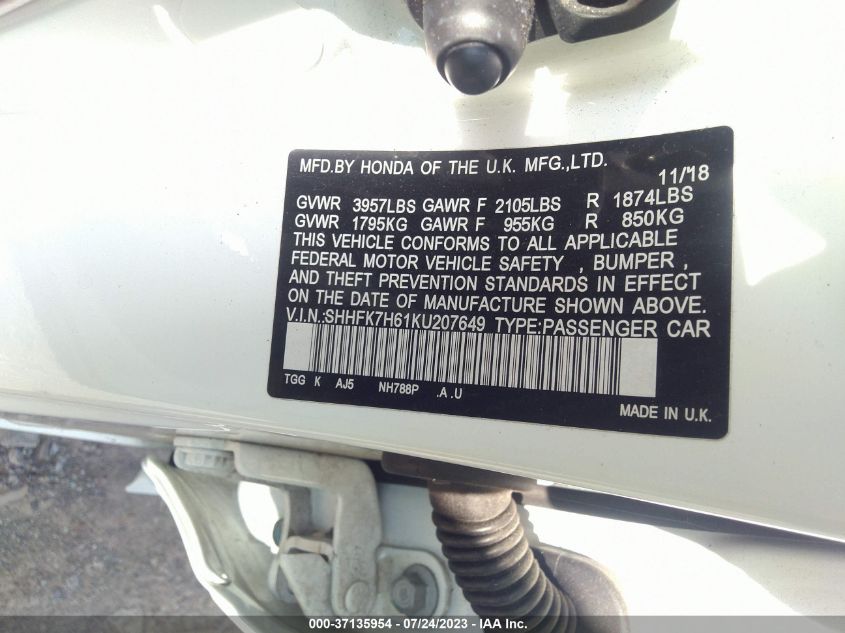 MFD.BY HONDA OF THE U.K. MFG.,LTD.
11/'18
GVWR 3957LBS GAWR F 2105LBS R 1874LBS
GVWR 1795KG GAWR F 955KG R 850KG
THIS VEHICLE CONFORMS TO ALL APPLICABLE
FEDERAL MOTOR VEHICLE SAFETY , BUMPER ,
AND THEFT PREVENTION STANDARDS IN EFFECT
ON THE DATE OF MANUFACTURE SHOWN ABOVE.
V.I.N.:SHHFK7H61KU207649 TYPE:PASSENGER CAR
TGG K AJ5 NH788P .A .U
MADE IN U.K.
000-37135954 - 07/24/2023 - IAA Inc.